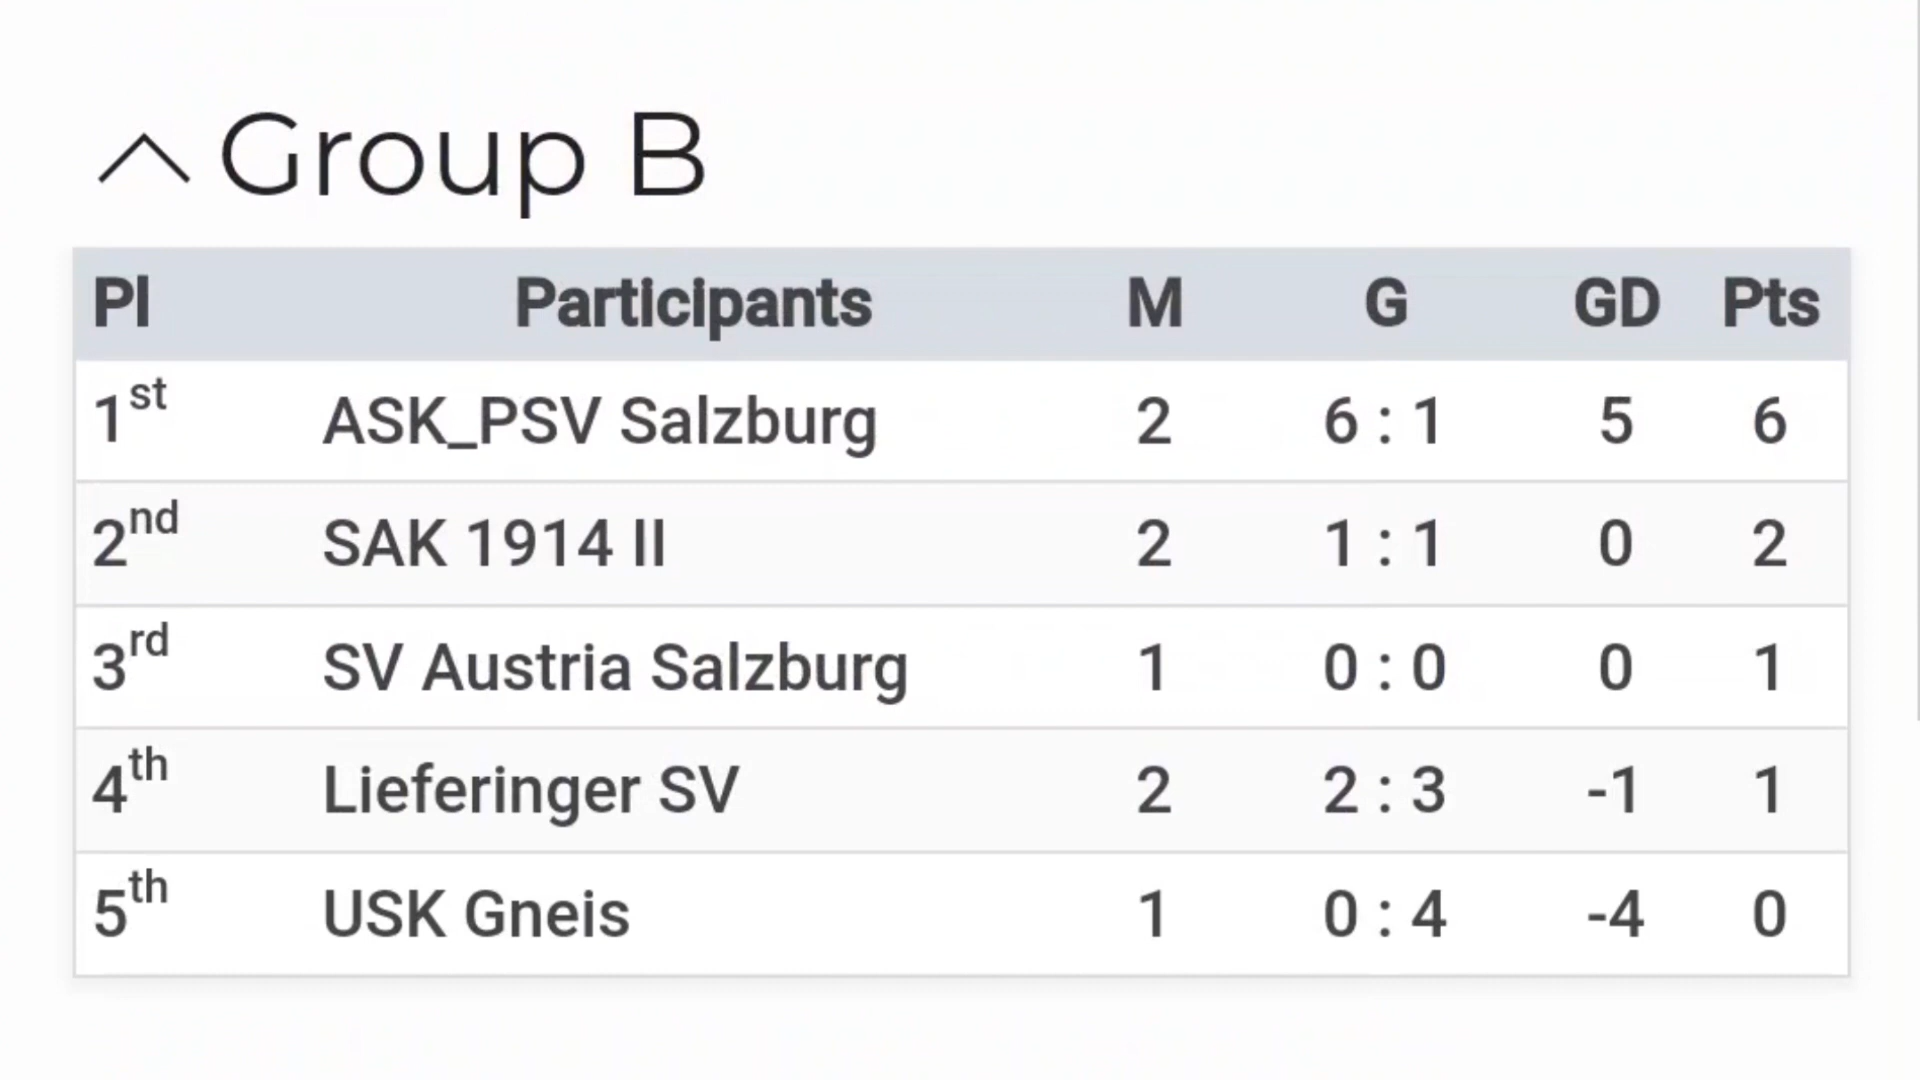 Group B
Pl Participants M G GD Pts
1st ASK_PSV Salzburg 2 6 : 1 5 6
2nd SAK 1914 II 2 1 : 1 0 2
3rd SV Austria Salzburg 1 0 : 0 0 1
4th Lieferinger SV 2 2 : 3 -1 1
5th USK Gneis 1 0 : 4 -4 0